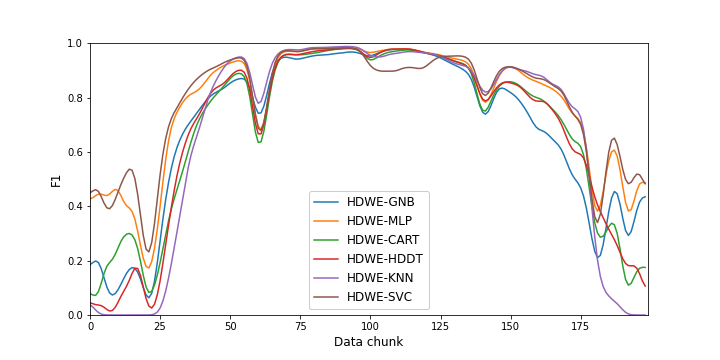 1.0
0.8
0.6
0.4
0.2
0.0
F1
HDWE-GNB
HDWE-MLP
HDWE-CART
HDWE-HDDT
HDWE-KNN
HDWE-SVC
0 25 50 75 100 125 150 175
Data chunk